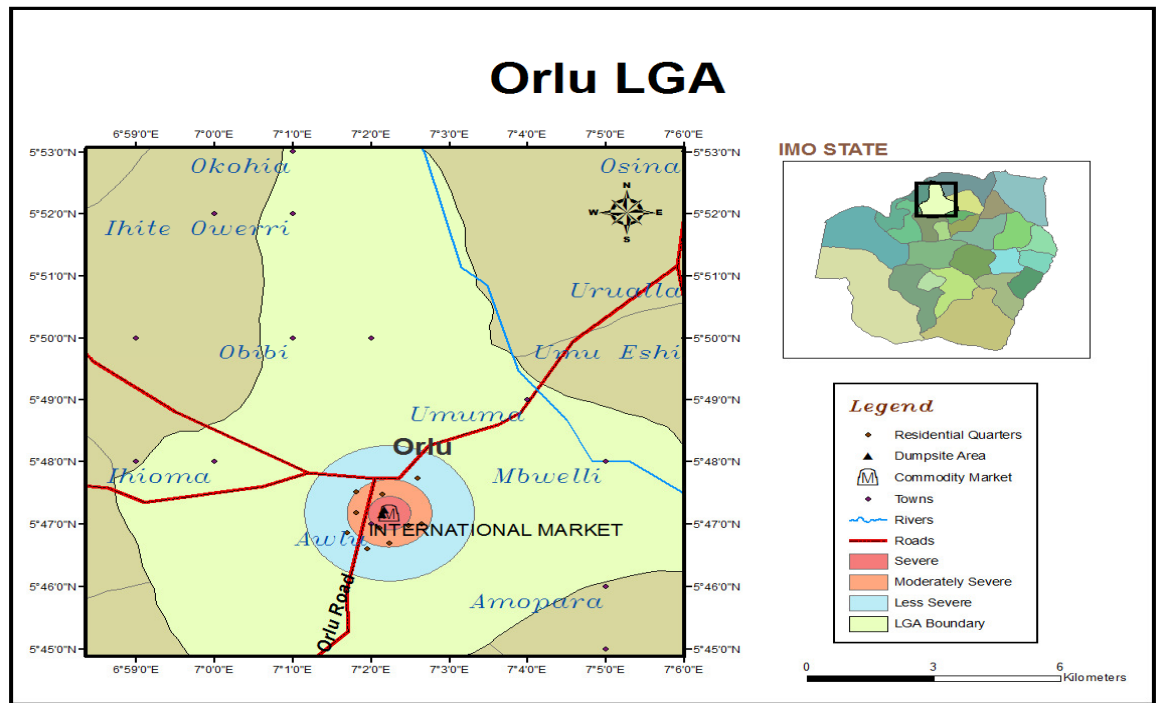 Orlu LGA
6°59'0"E 7°0'0"E 7°1'0"E 7°2'0"E 7°3'0"E 7°4'0"E 7°5'0"E 7°6'0"E
5°53'0"N 5°53'0"N
5°52'0"N 5°52'0"N
5°51'0"N 5°51'0"N
5°50'0"N 5°50'0"N
5°49'0"N 5°49'0"N
5°48'0"N 5°48'0"N
5°47'0"N 5°47'0"N
5°46'0"N 5°46'0"N
5°45'0"N 5°45'0"N
Okohia
Osina
N
W E
S
Ihite Owerri
Urualla
Obibi
Umu Eshi
Umuma
Orlu
Ihioma
Mbwelli
M
INTERNATIONAL MARKET
Awlu
Amopara
Orlu Road
6°59'0"E 7°0'0"E 7°1'0"E 7°2'0"E 7°3'0"E 7°4'0"E 7°5'0"E 7°6'0"E
IMO STATE
Legend
Residential Quarters
Dumpsite Area
M Commodity Market
Towns
Rivers
Roads
Severe
Moderately Severe
Less Severe
LGA Boundary
0 3 6
Kilometers